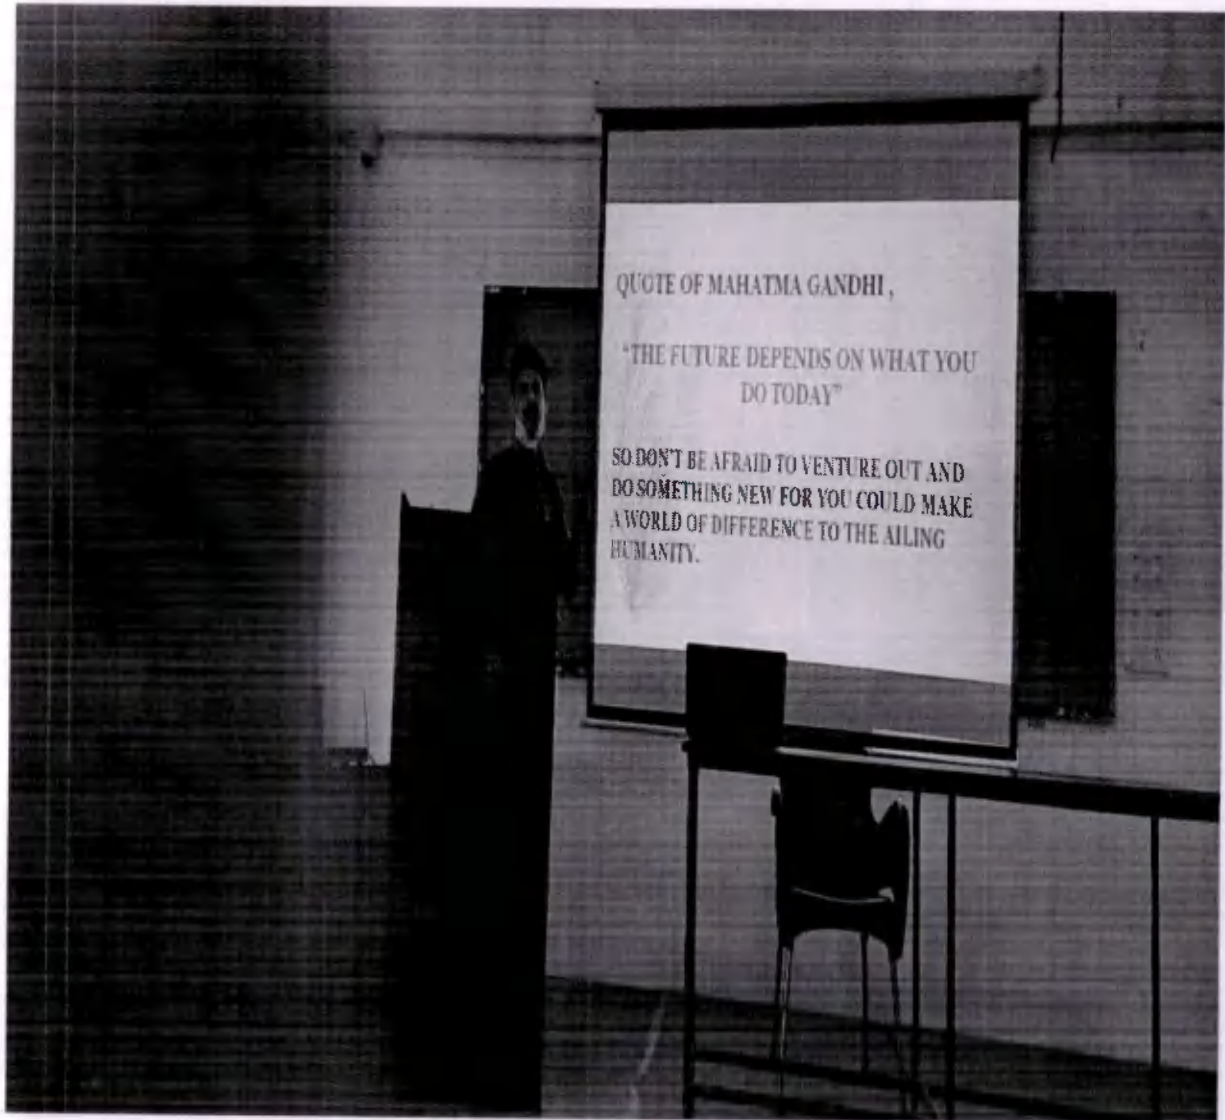 QUOTE OF MAHATMA GANDHI ,
"THE FUTURE DEPENDS ON WHAT YOU
DO TODAY"
SO DON'T BE AFRAID TO VENTURE OUT AND
DO SOMETHING NEW FOR YOU COULD MAKE
A WORLD OF DIFFERENCE TO THE AILING
HUMANITY.